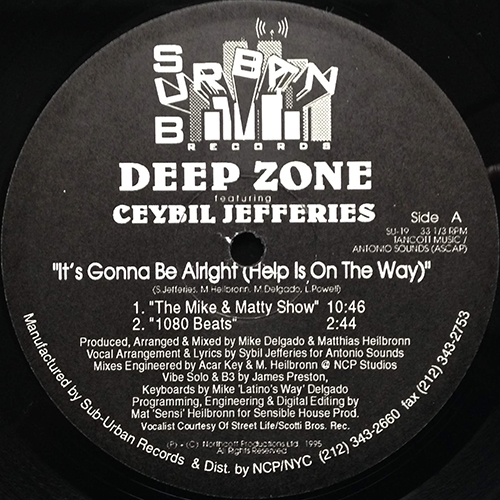 SUB URBAN
RECORDS
DEEP ZONE
featuring
CEYBIL JEFFERIES
Side A
SU-19 33 1/3 RPM
TANCOTT MUSIC /
ANTONIO SOUNDS (ASCAP)
"It's Gonna Be Alright (Help Is On The Way)"
(S.Jefferies, M Heilbronn, M. Delgado, L.Powell)
1. "The Mike & Matty Show" 10:46
2. "1080 Beats" 2:44
Produced, Arranged & Mixed by Mike Delgado & Matthias Heilbronn
Vocal Arrangement & Lyrics by Sybil Jefferies for Antonio Sounds
Mixes Engineered by Acar Key & M. Heilbronn @ NCP Studios
Vibe Solo & B3 by James Preston,
Keyboards by Mike 'Latino's Way' Delgado
Programming, Engineering & Digital Editing by
Mat 'Sensi' Heilbronn for Sensible House Prod.
Vocalist Courtesy Of Street Life/Scotti Bros. Rec.
(P) + (C) Northcott Productions Ltd. 1995
All Rights Reserved
Manufactured by Sub-Urban Records & Dist. by NCP/NYC (212) 343-2660 fax (212) 343-2753